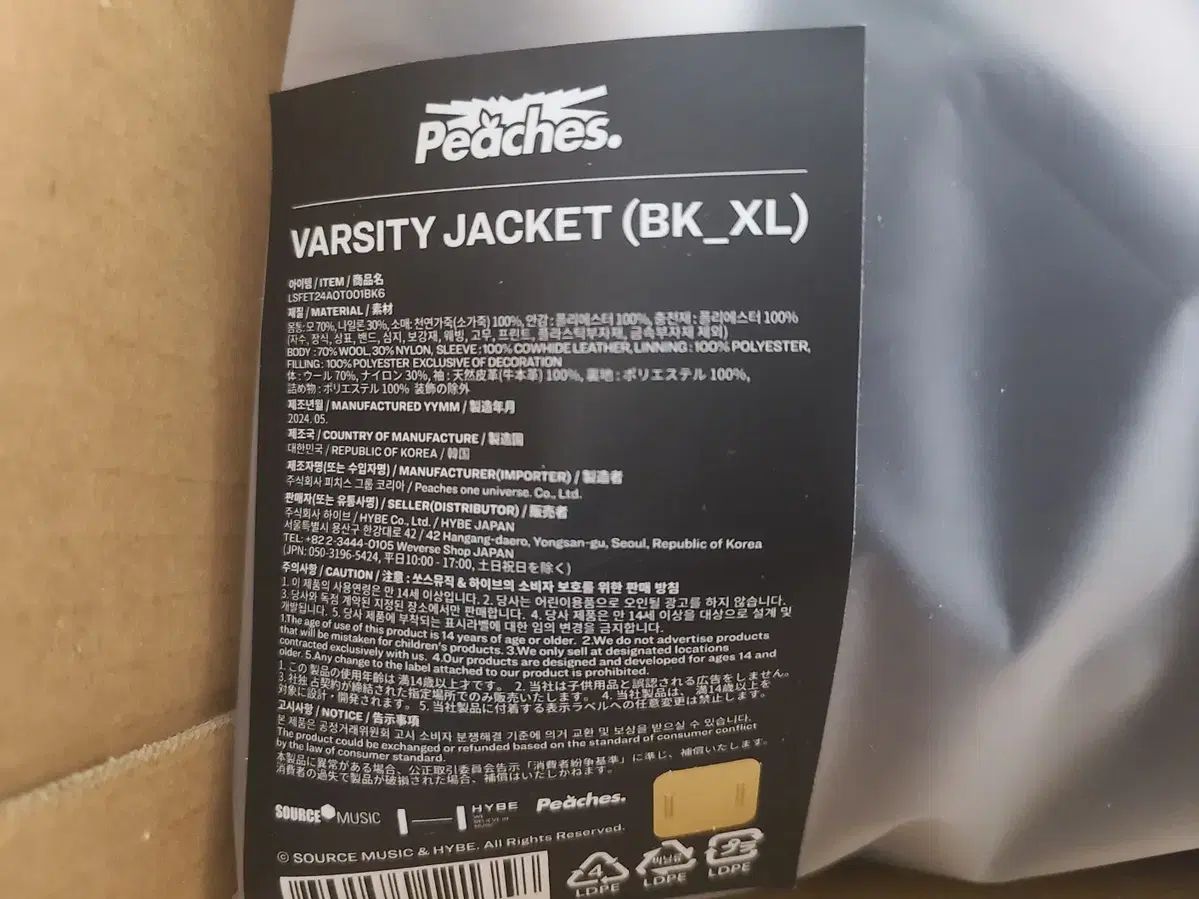 Peaches.
VARSITY JACKET (BK_XL)
아이템 / ITEM / 商品名
LSFET24AOT001BK6
재질 / MATERIAL / 素材
몸통: 모 70%, 나일론 30%, 소매: 천연가죽(소가죽) 100%, 안감 : 폴리에스터 100%, 충전재 : 폴리에스터 100%
(자수, 장식, 상표, 밴드, 심지, 보강재, 웨빙, 고무, 프린트, 플라스틱부자재, 금속부자재 제외)
BODY : 70% WOOL. 30% NYLON, SLEEVE : 100% COWHIDE LEATHER, LINNING : 100% POLYESTER,
FILLING : 100% POLYESTER EXCLUSIVE OF DECORATION
体 : ウール 70%, ナイロン 30%, 袖 : 天然皮革(牛本革) 100%, 裏地 : ポリエステル 100%,
詰め物 : ポリエステル 100% 装飾の除外
제조년월 / MANUFACTURED YYMM / 製造年月
2024. 05.
제조국 / COUNTRY OF MANUFACTURE / 製造国
대한민국 / REPUBLIC OF KOREA / 韓国
제조자명(또는 수입자명) / MANUFACTURER(IMPORTER) / 製造者
주식회사 피치스 그룹 코리아 / Peaches one universe. Co., Ltd.
판매자(또는 유통사명) / SELLER(DISTRIBUTOR) / 販売者
주식회사 하이브 / HYBE Co., Ltd. / HYBE JAPAN
서울특별시 용산구 한강대로 42 / 42 Hangang-daero, Yongsan-gu, Seoul, Republic of Korea
TEL: +82 2-3444-0105 Weverse Shop JAPAN
(JPN: 050-3196-5424, 平日10:00 - 17:00, 土日祝日を除く)
주의사항 / CAUTION / 注意 : 쏘스뮤직 & 하이브의 소비자 보호를 위한 판매 방침
1. 이 제품의 사용연령은 만 14세 이상입니다. 2. 당사는 어린이용품으로 오인될 광고를 하지 않습니다.
3. 당사와 독점 계약된 지정된 장소에서만 판매합니다. 4. 당사 제품은 만 14세 이상을 대상으로 설계 및
개발됩니다. 5. 당사 제품에 부착되는 표시라벨에 대한 임의 변경을 금지합니다.
1.The age of use of this product is 14 years of age or older. 2.We do not advertise products
that will be mistaken for children's products. 3.We only sell at designated locations
contracted exclusively with us. 4.Our products are designed and developed for ages 14 and
older. 5.Any change to the label attached to our product is prohibited.
1. この製品の使用年齢は 満14歳以上才です。 2. 当社は子供用品と誤認される広告をしません。
3. 社独占契約が締結された指定場所でのみ販売いたします。 4. 当社製品は、満14歳以上を
対象に設計・開発されます。 5. 当社製品に付着する表示ラベルへの任意変更は禁止します。
고시사항 / NOTICE / 告示事項
본 제품은 공정거래위원회 고시 소비자 분쟁해결 기준에 의거 교환 및 보상을 받으실 수 있습니다.
The product could be exchanged or refunded based on the standard of consumer conflict
by the law of consumer standard.
本製品に異常がある場合、公正取引委員会告示「消費者紛争基準」に準じ、補償いたします。
消費者の過失で製品が破損された場合、補償はいたしかねます。
SOURCE MUSIC HYBE WE BELIEVE IN MUSIC Peaches.
© SOURCE MUSIC & HYBE. All Rights Reserved.
4 비닐류 プラ
LDPE LDPE LDPE